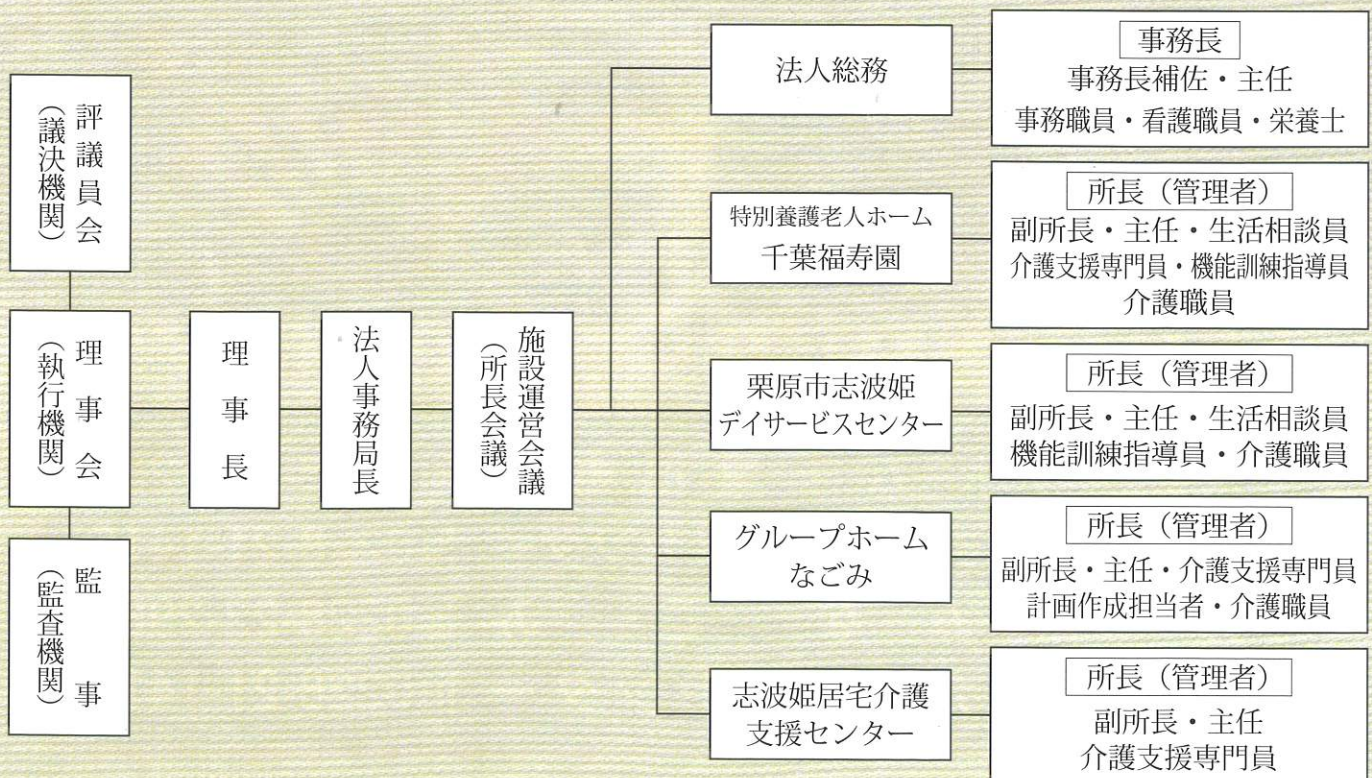 評議員会
（議決機関）
理事会
（執行機関）
監事
（監査機関）
理事長
法人事務局長
施設運営会議
（所長会議）
法人総務
事務長
事務長補佐・主任
事務職員・看護職員・栄養士
特別養護老人ホーム
千葉福寿園
所長（管理者）
副所長・主任・生活相談員
介護支援専門員・機能訓練指導員
介護職員
栗原市志波姫
デイサービスセンター
所長（管理者）
副所長・主任・生活相談員
機能訓練指導員・介護職員
グループホーム
なごみ
所長（管理者）
副所長・主任・介護支援専門員
計画作成担当者・介護職員
志波姫居宅介護
支援センター
所長（管理者）
副所長・主任
介護支援専門員